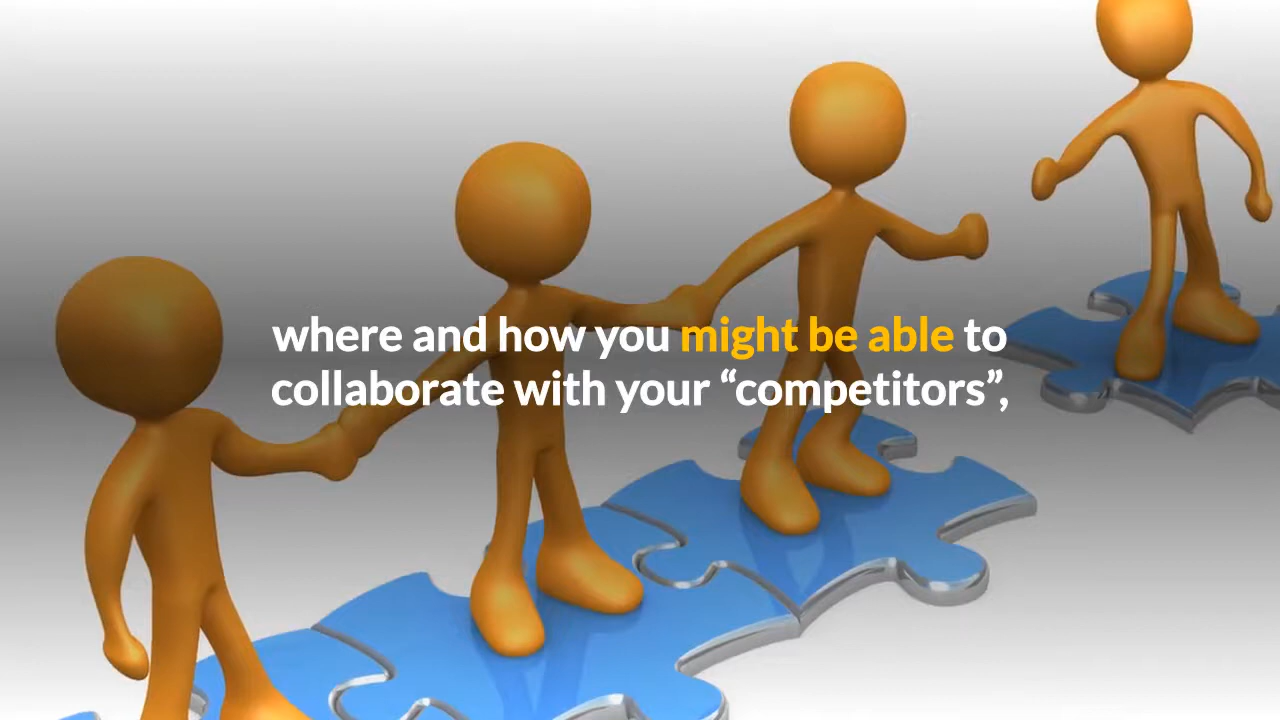 where and how you might be able to
collaborate with your “competitors”,